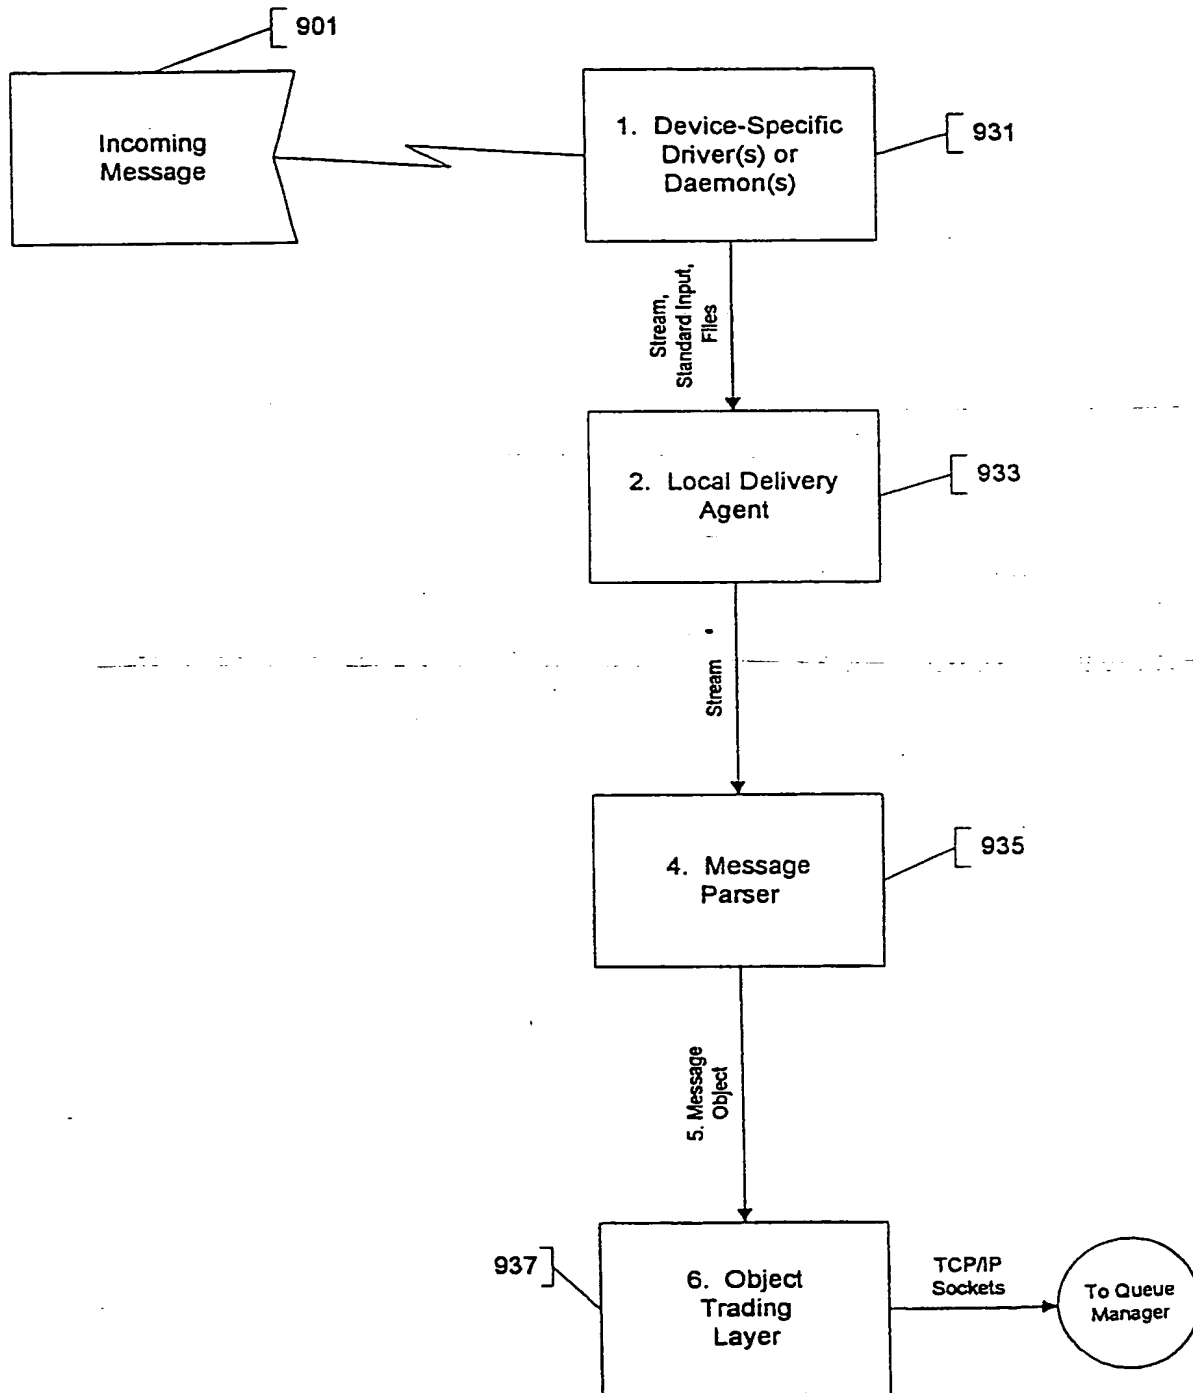 901
Incoming
Message
1. Device-Specific
Driver(s) or
Daemon(s)
931
Stream,
Standard Input,
Files
2. Local Delivery
Agent
933
Stream
4. Message
Parser
935
5. Message
Object
937
6. Object
Trading
Layer
TCP/IP
Sockets
To Queue
Manager